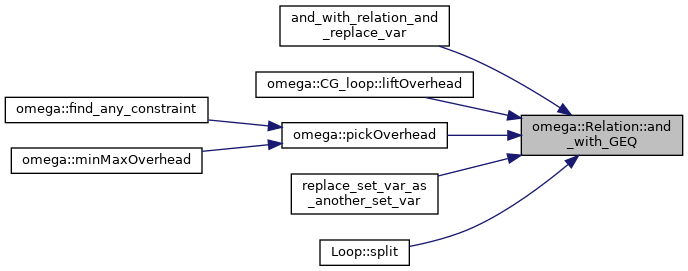 and_with_relation_and
_replace_var
omega::CG_loop::liftOverhead
omega::find_any_constraint
omega::Relation::and
_with_GEQ
omega::pickOverhead
omega::minMaxOverhead
replace_set_var_as
_another_set_var
Loop::split